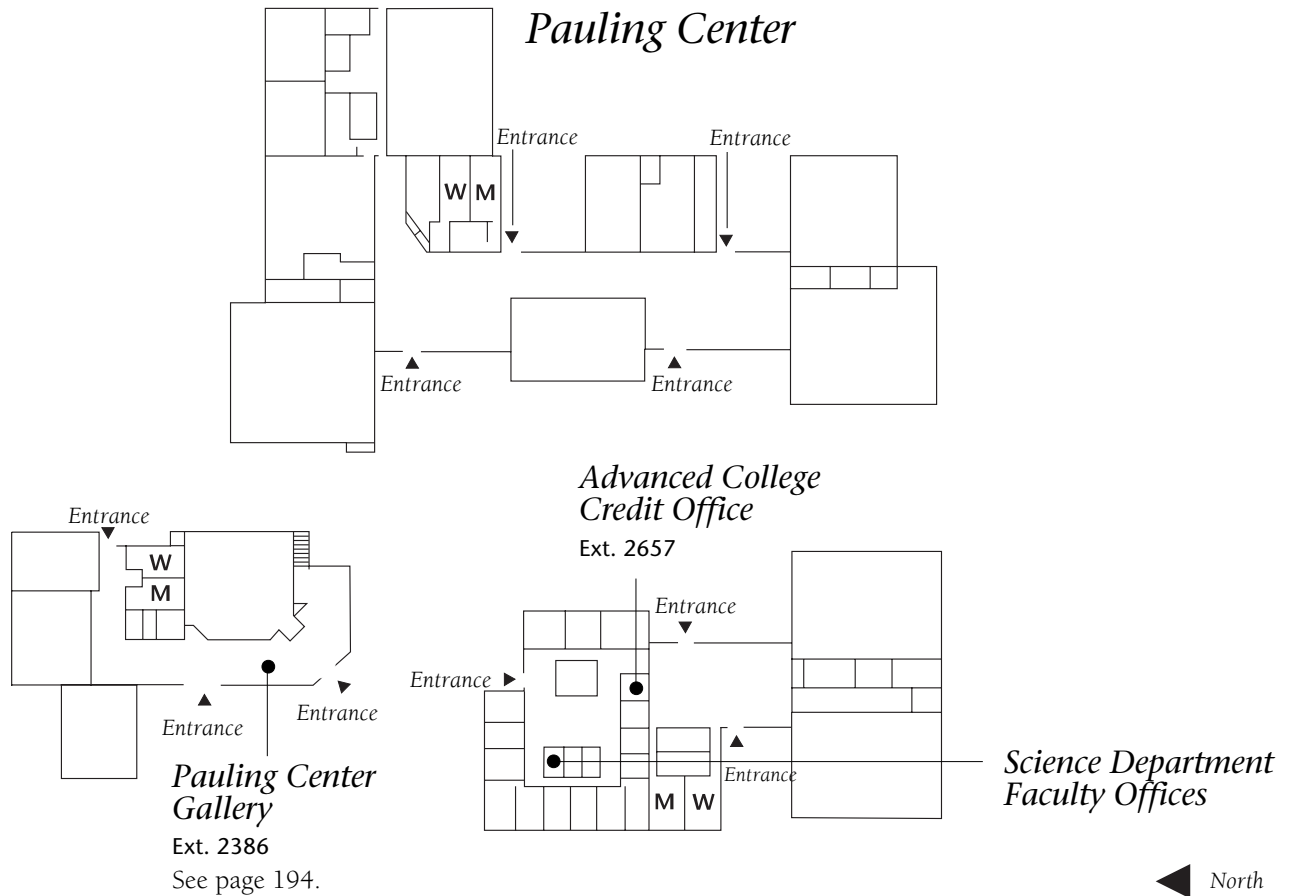 Pauling Center
Entrance
Entrance
W M
Entrance
Entrance
Advanced College
Credit Office
Ext. 2657
Entrance
W
M
Entrance
Entrance
Pauling Center
Gallery
Ext. 2386
See page 194.
Entrance
Entrance
Entrance
M W
Science Department
Faculty Offices
North